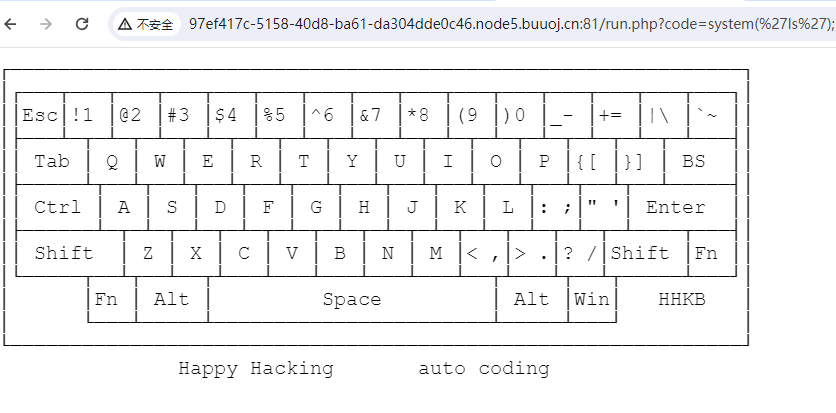 不安全 97ef417c-5158-40d8-ba61-da304dde0c46.node5.buuoj.cn:81/run.php?code=system(%27ls%27);
Esc !1 @2 #3 $4 %5 ^6 &7 *8 (9 )0 _- += |\ `~
Tab Q W E R T Y U I O P {[ }] BS
Ctrl A S D F G H J K L : ; " ' Enter
Shift Z X C V B N M < , > . ? / Shift Fn
Fn Alt Space Alt Win HHKB
Happy Hacking auto coding